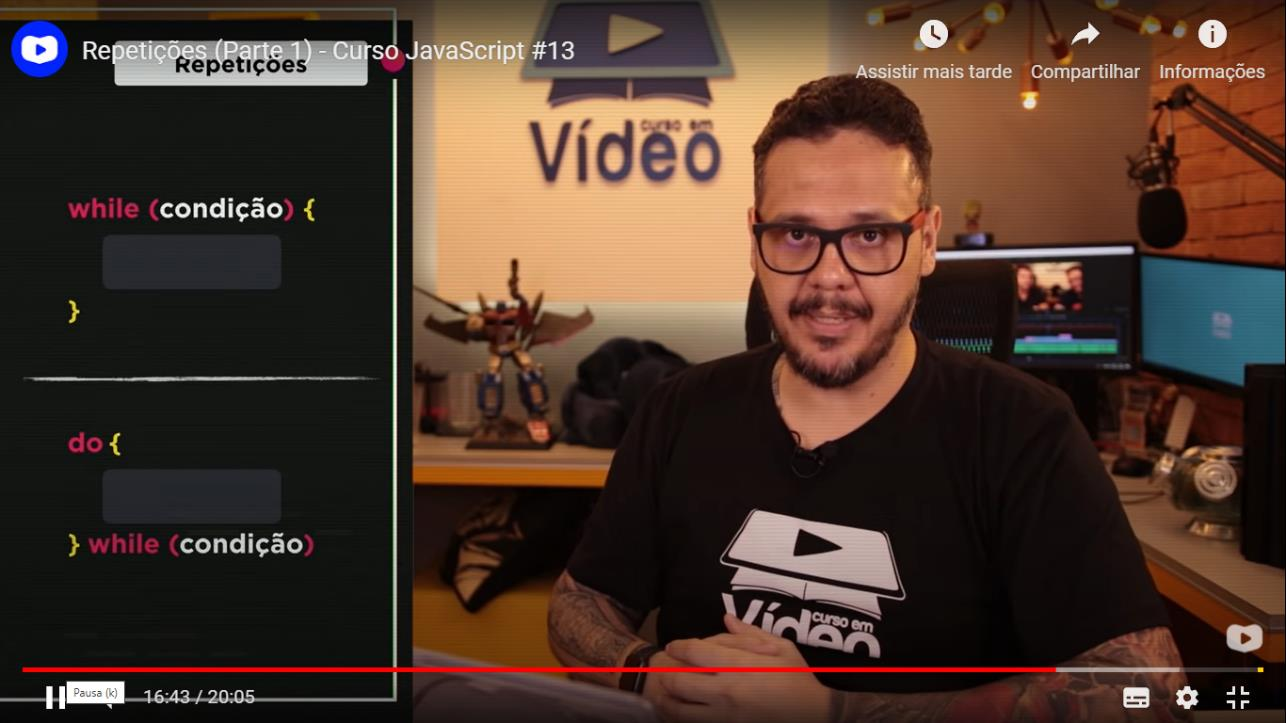 Repetições (Parte 1) - Curso JavaScript #13
Assistir mais tarde
Compartilhar
Informações
Repetições
curso em
Vídeo
while (condição) {
}
do {
} while (condição)
curso em
Vídeo
Pausa (k)
16:43 / 20:05